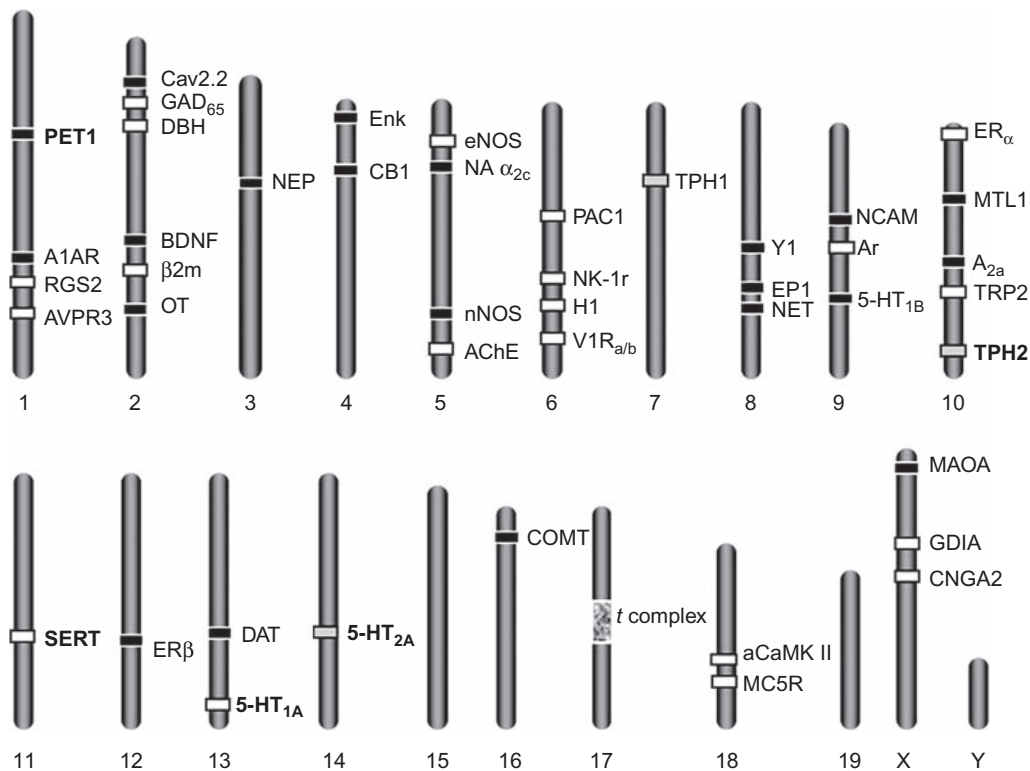 PET1
A1AR
RGS2
AVPR3
1
Cav2.2
GAD65
DBH
BDNF
β2m
OT
2
NEP
3
Enk
CB1
4
eNOS
NA α2c
nNOS
AChE
5
PAC1
NK-1r
H1
V1Ra/b
6
TPH1
7
Y1
EP1
NET
8
NCAM
Ar
5-HT1B
9
ERα
MTL1
A2a
TRP2
TPH2
10
SERT
11
ERβ
12
DAT
5-HT1A
13
5-HT2A
14
15
COMT
16
t complex
17
aCaMK II
MC5R
18
19
MAOA
GDIA
CNGA2
X
Y